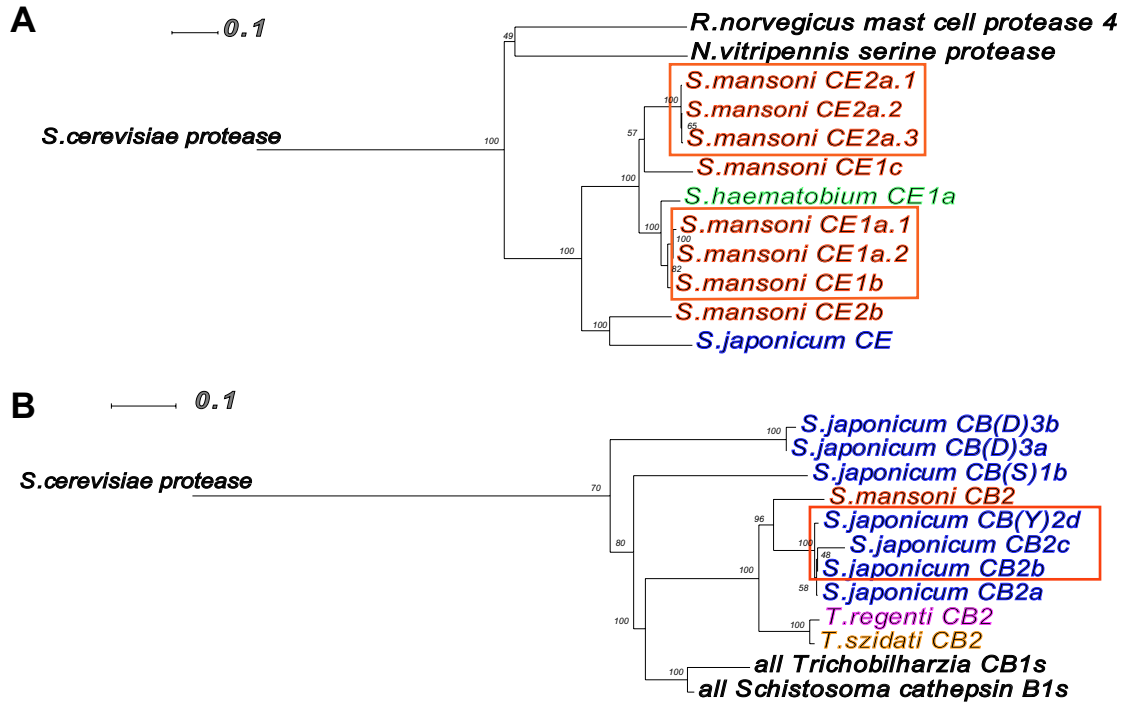 A
0.1
R.norvegicus mast cell protease 4
49
N.vitripennis serine protease
S.mansoni CE2a.1
100
S.mansoni CE2a.2
65
S.mansoni CE2a.3
57
S.cerevisiae protease
100
S.mansoni CE1c
100
S.haematobium CE1a
S.mansoni CE1a.1
100
100
S.mansoni CE1a.2
100
82
S.mansoni CE1b
S.mansoni CE2b
100
S.japonicum CE
B
0.1
S.japonicum CB(D)3b
100
S.japonicum CB(D)3a
S.japonicum CB(S)1b
S.cerevisiae protease
70
S.mansoni CB2
96
S.japonicum CB(Y)2d
80
100
S.japonicum CB2c
48
S.japonicum CB2b
100
58
S.japonicum CB2a
T.regenti CB2
100
100
T.szidati CB2
all Trichobilharzia CB1s
100
all Schistosoma cathepsin B1s